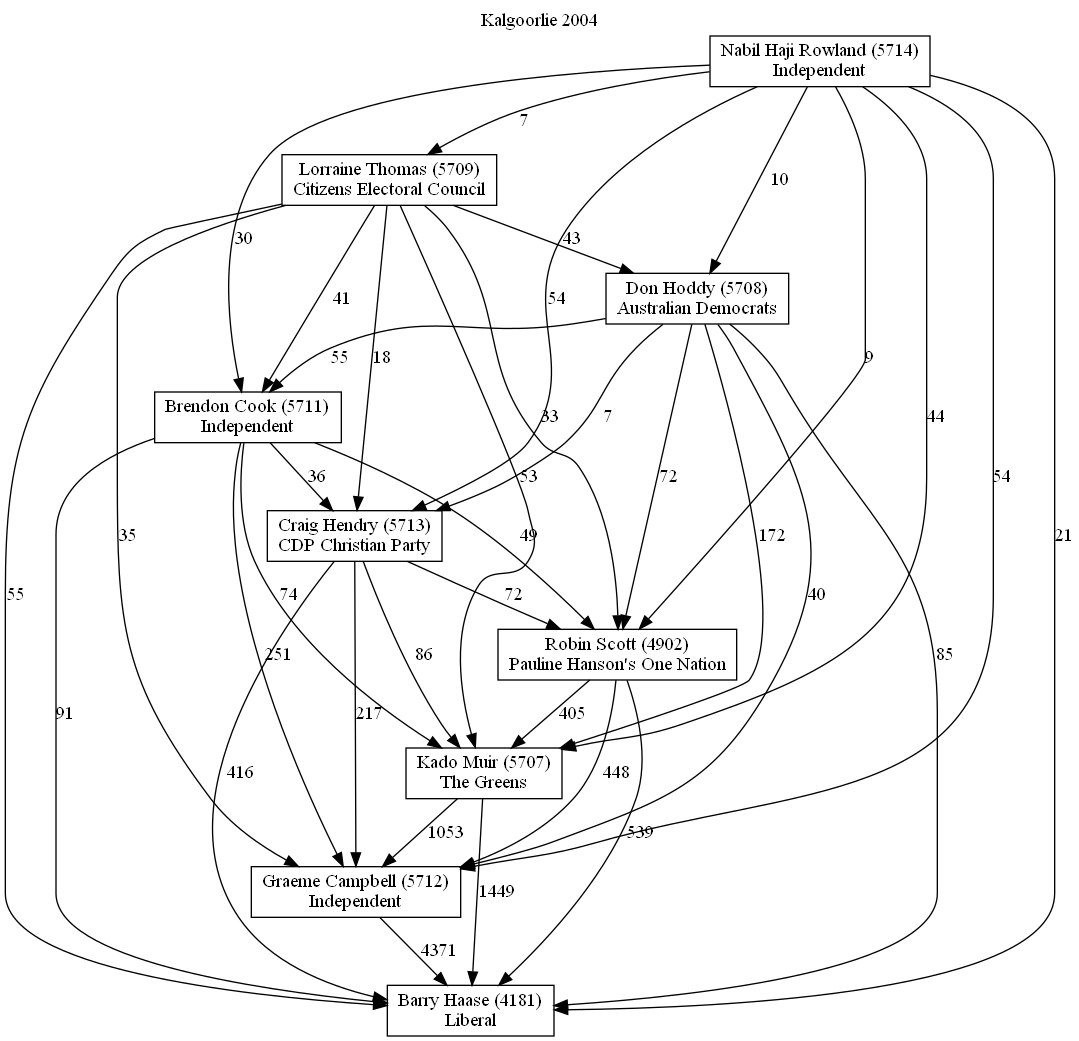 Kalgoorlie 2004
Nabil Haji Rowland (5714)
Independent
7
Lorraine Thomas (5709)
Citizens Electoral Council
10
30
43
Don Hoddy (5708)
Australian Democrats
41
54
55
18
9
Brendon Cook (5711)
Independent
33
7
44
36
53
72
54
Craig Hendry (5713)
CDP Christian Party
35
49
172
21
55
74
72
40
Robin Scott (4902)
Pauline Hanson's One Nation
251
86
85
91
217
405
Kado Muir (5707)
The Greens
416
448
1053
539
Graeme Campbell (5712)
Independent
1449
4371
Barry Haase (4181)
Liberal